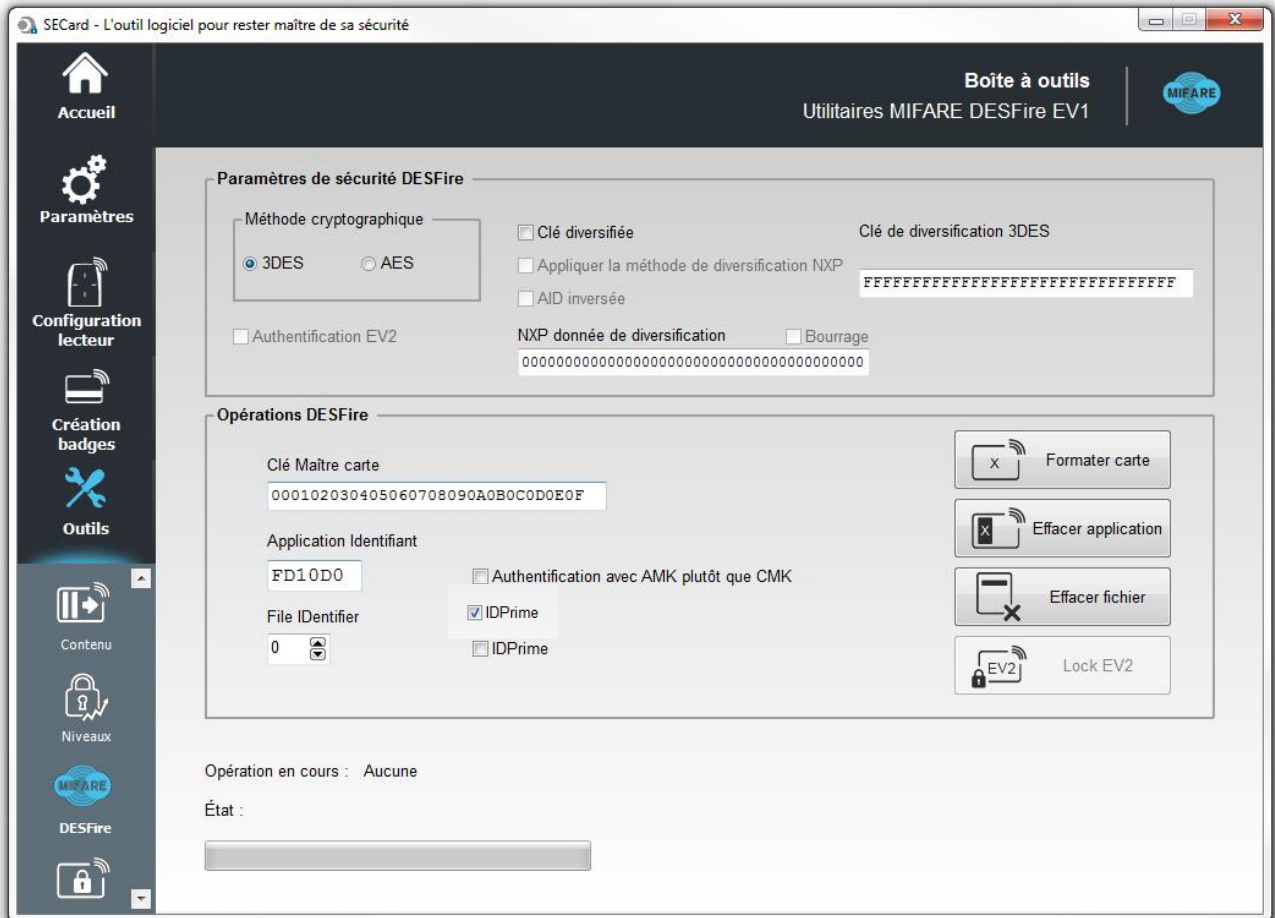 SECard - L'outil logiciel pour rester maître de sa sécurité
Accueil
Boîte à outils
Utilitaires MIFARE DESFire EV1
MIFARE
Paramètres
Configuration
lecteur
Création
badges
Outils
Contenu
Niveaux
MIFARE
DESFire
Paramètres de sécurité DESFire
Méthode cryptographique
3DES
AES
Authentification EV2
Clé diversifiée
Appliquer la méthode de diversification NXP
AID inversée
Clé de diversification 3DES
FFFFFFFFFFFFFFFFFFFFFFFFFFFFFFFF
NXP donnée de diversification
Bourrage
00000000000000000000000000000000000000
Opérations DESFire
Clé Maître carte
000102030405060708090A0B0C0D0E0F
Application Identifiant
FD10D0
Authentification avec AMK plutôt que CMK
File IDentifier
0
IDPrime
IDPrime
X Formater carte
X Effacer application
Effacer fichier
EV2 Lock EV2
Opération en cours : Aucune
État :